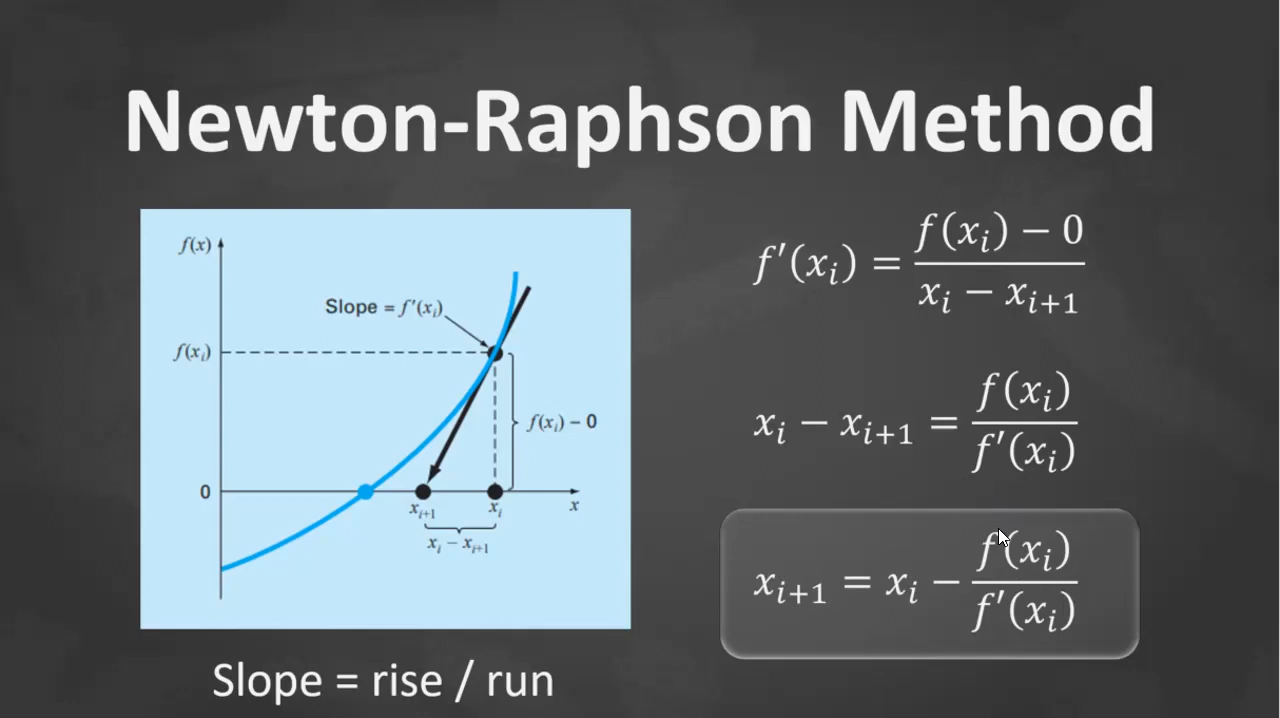 Newton-Raphson Method
f(x)
Slope = f′(xᵢ)
f(xᵢ)
f(xᵢ) – 0
0
xᵢ₊₁
xᵢ
x
xᵢ − xᵢ₊₁
Slope = rise / run
f′(xᵢ) = (f(xᵢ) − 0) / (xᵢ − xᵢ₊₁)
xᵢ − xᵢ₊₁ = f(xᵢ) / f′(xᵢ)
xᵢ₊₁ = xᵢ − f(xᵢ) / f′(xᵢ)